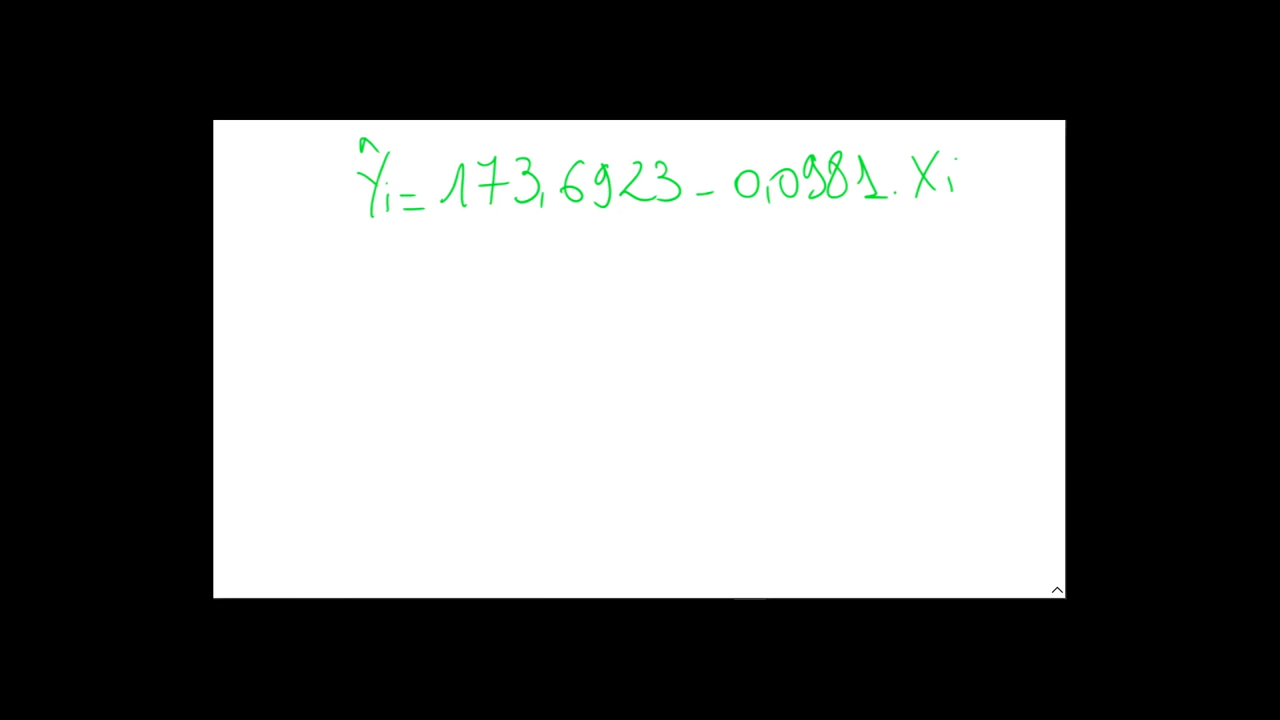 Ŷi = 173,6923 - 0,0981. Xi